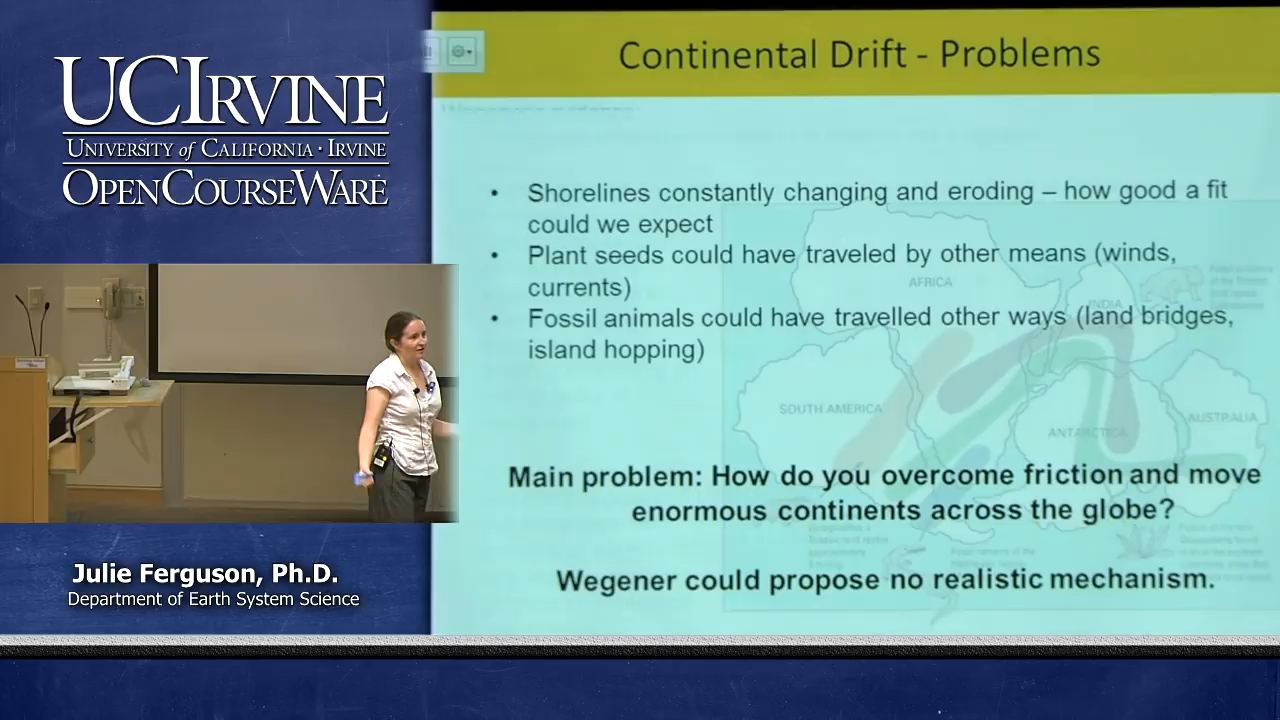 UCIRVINE
UNIVERSITY of CALIFORNIA · IRVINE
OPENCOURSEWARE
Julie Ferguson, Ph.D.
Department of Earth System Science
Continental Drift - Problems
• Shorelines constantly changing and eroding – how good a fit
could we expect
• Plant seeds could have traveled by other means (winds,
currents)
• Fossil animals could have travelled other ways (land bridges,
island hopping)
AFRICA
INDIA
SOUTH AMERICA
AUSTRALIA
ANTARCTICA
Main problem: How do you overcome friction and move
enormous continents across the globe?
Wegener could propose no realistic mechanism.